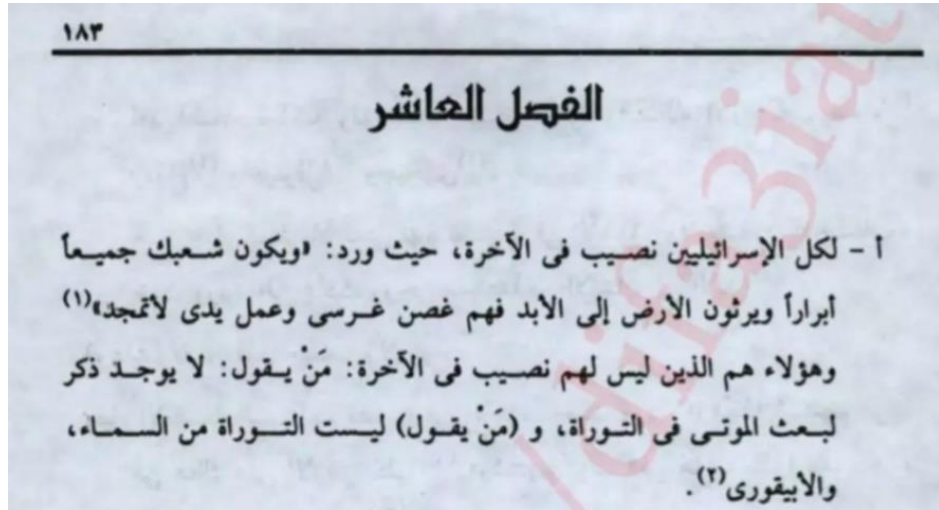 ١٨٣
الفصل العاشر
أ - لكل الإسرائيليين نصيب فى الآخرة، حيث ورد: «ويكون شعبك جميعاً
أبراراً ويرثون الأرض إلى الأبد فهم غصن غرسى وعمل يدى لأتمجد»(١)
وهؤلاء هم الذين ليس لهم نصيب فى الآخرة: مَنْ يقول: لا يوجد ذكر
لبعث الموتى فى التوراة، و (مَنْ يقول) ليست التوراة من السماء،
والأبيقورى(٢).
/difa3iat